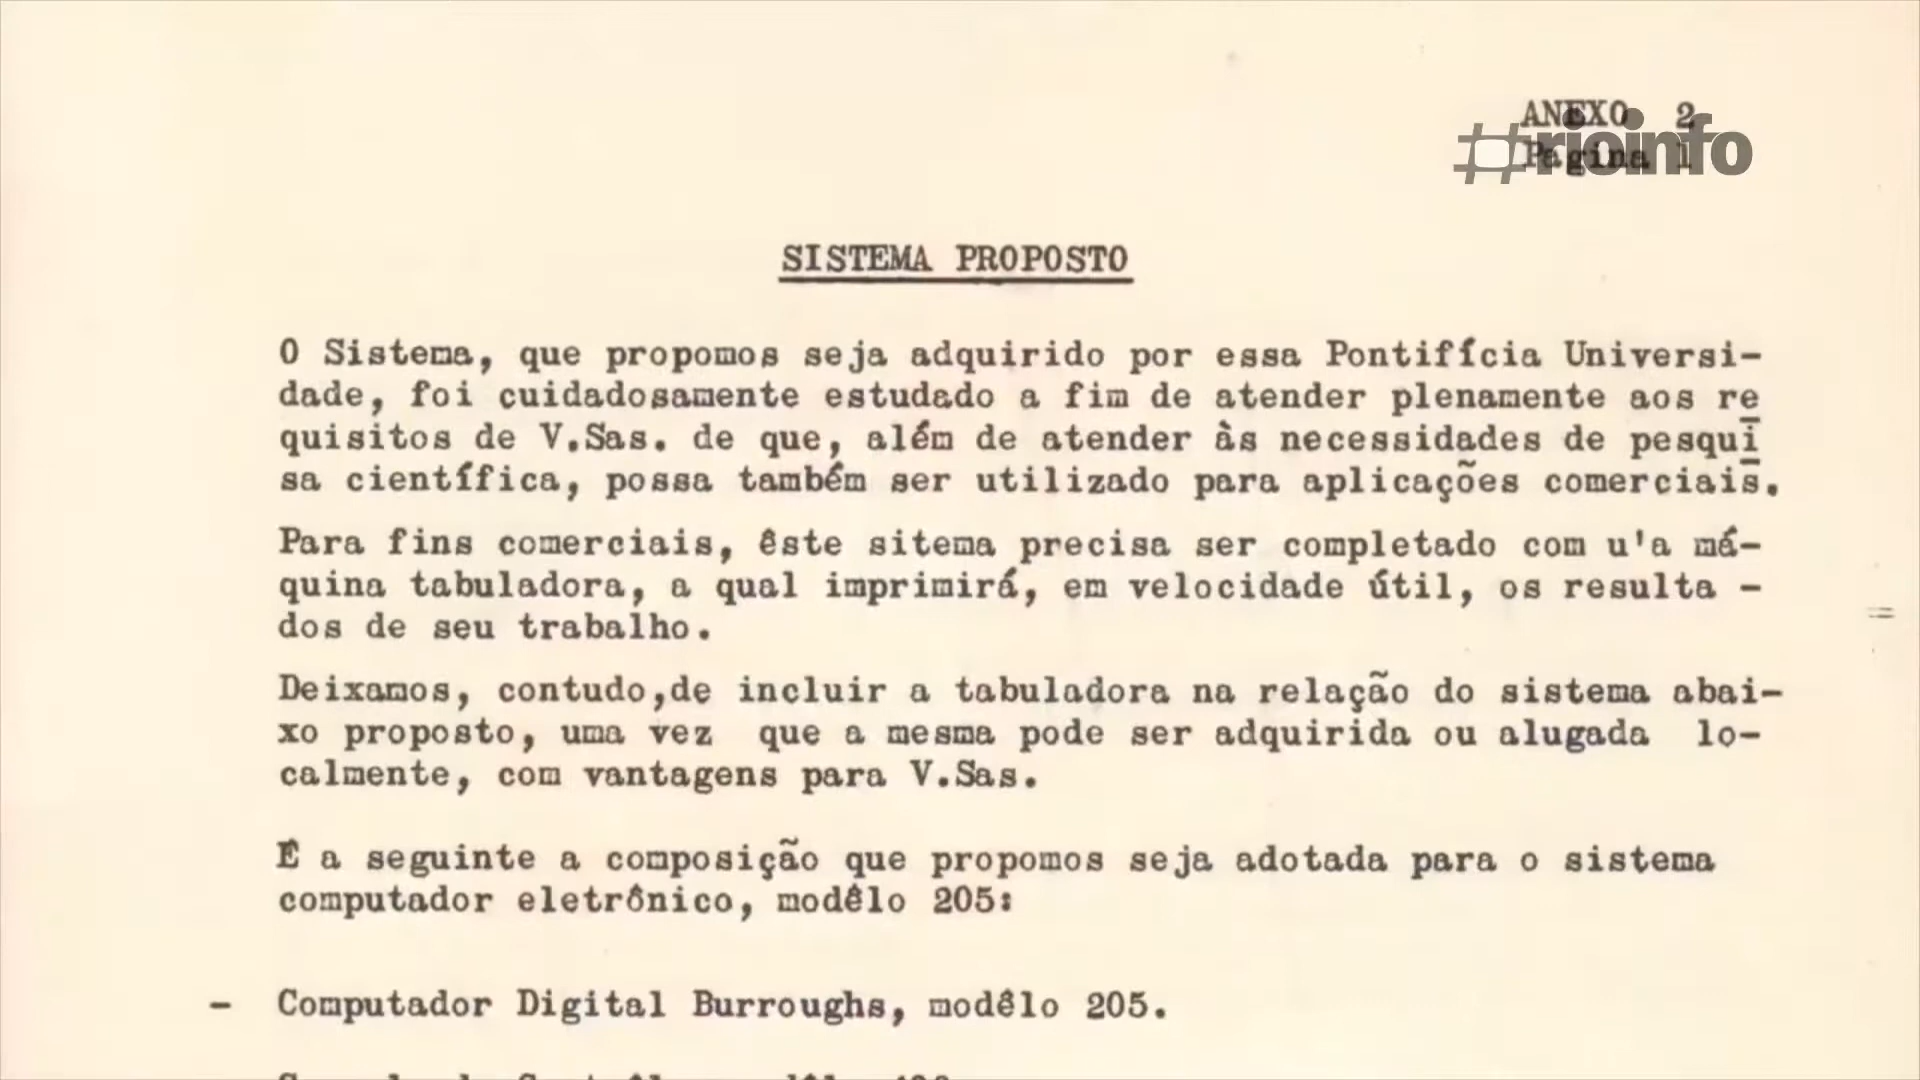 ANEXO 2
Pagina 1
#rioinfo
SISTEMA PROPOSTO
O Sistema, que propomos seja adquirido por essa Pontifícia Universi-
dade, foi cuidadosamente estudado a fim de atender plenamente aos re
quisitos de V.Sas. de que, além de atender às necessidades de pesqui
sa científica, possa também ser utilizado para aplicações comerciais.
Para fins comerciais, êste sitema precisa ser completado com u'a má-
quina tabuladora, a qual imprimirá, em velocidade útil, os resulta -
dos de seu trabalho.
Deixamos, contudo,de incluir a tabuladora na relação do sistema abai-
xo proposto, uma vez que a mesma pode ser adquirida ou alugada lo-
calmente, com vantagens para V.Sas.
É a seguinte a composição que propomos seja adotada para o sistema
computador eletrônico, modêlo 205:
- Computador Digital Burroughs, modêlo 205.